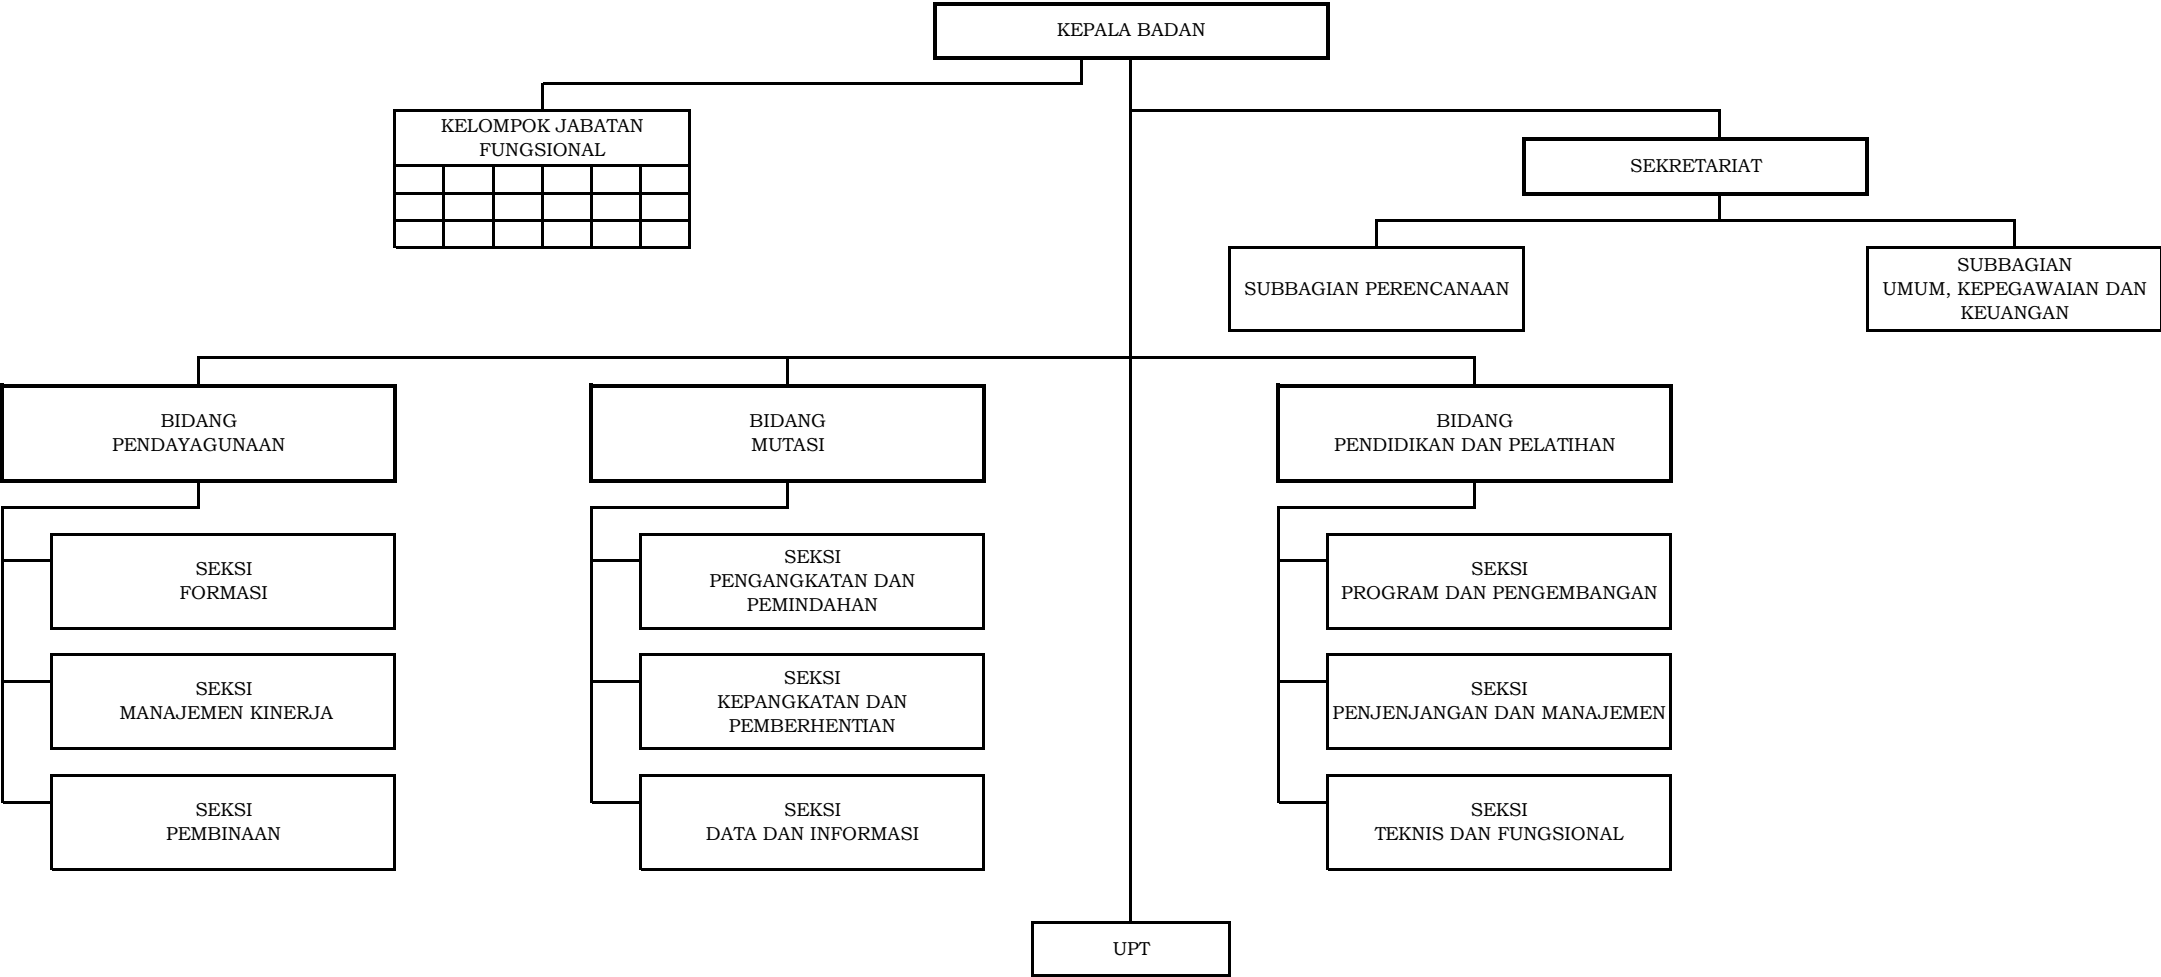 KEPALA BADAN
KELOMPOK JABATAN
FUNGSIONAL
SEKRETARIAT
SUBBAGIAN PERENCANAAN
SUBBAGIAN
UMUM, KEPEGAWAIAN DAN
KEUANGAN
BIDANG
PENDAYAGUNAAN
BIDANG
MUTASI
BIDANG
PENDIDIKAN DAN PELATIHAN
SEKSI
FORMASI
SEKSI
PENGANGKATAN DAN
PEMINDAHAN
SEKSI
PROGRAM DAN PENGEMBANGAN
SEKSI
MANAJEMEN KINERJA
SEKSI
KEPANGKATAN DAN
PEMBERHENTIAN
SEKSI
PENJENJANGAN DAN MANAJEMEN
SEKSI
PEMBINAAN
SEKSI
DATA DAN INFORMASI
SEKSI
TEKNIS DAN FUNGSIONAL
UPT